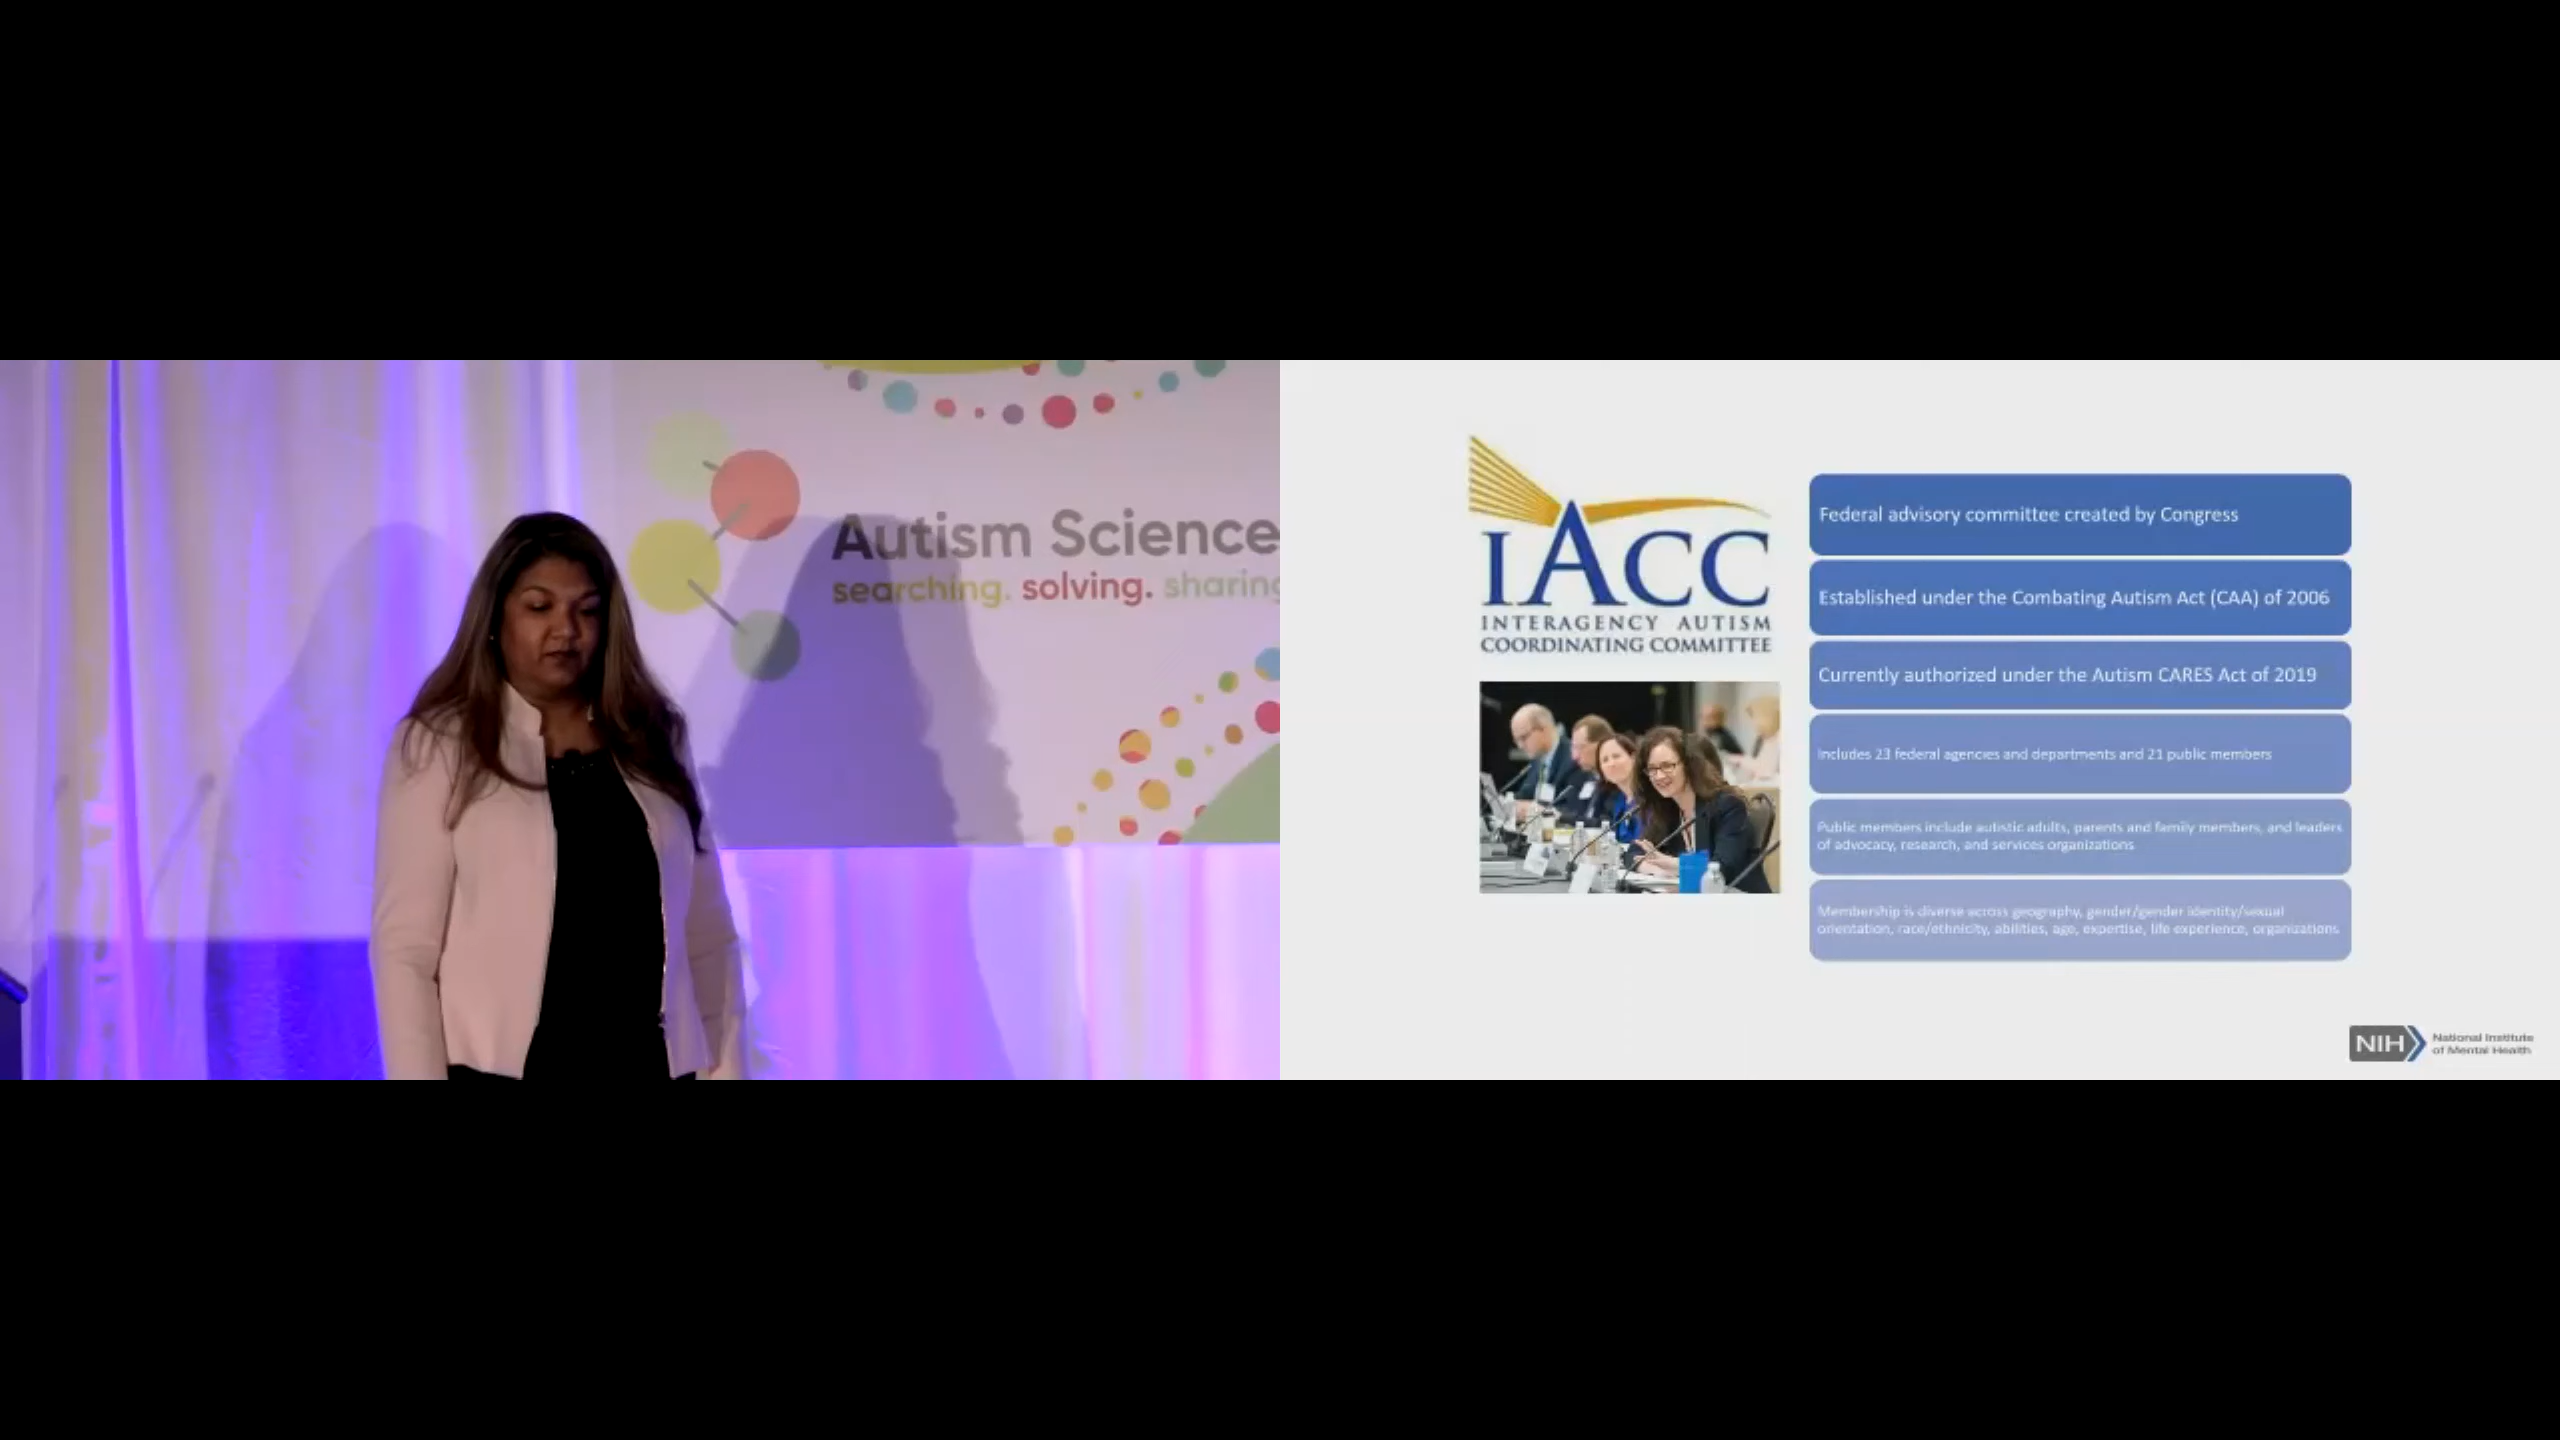 Autism Science
searching. solving. sharing
IACC
INTERAGENCY AUTISM
COORDINATING COMMITTEE
Federal advisory committee created by Congress
Established under the Combating Autism Act (CAA) of 2006
Currently authorized under the Autism CARES Act of 2019
Includes 23 federal agencies and departments and 21 public members
Public members include autistic adults, parents and family members, and leaders
of advocacy, research, and services organizations
Membership is diverse across geography, gender/gender identity/sexual
orientation, race/ethnicity, abilities, age, expertise, life experience, organizations
NIH
National Institute
of Mental Health